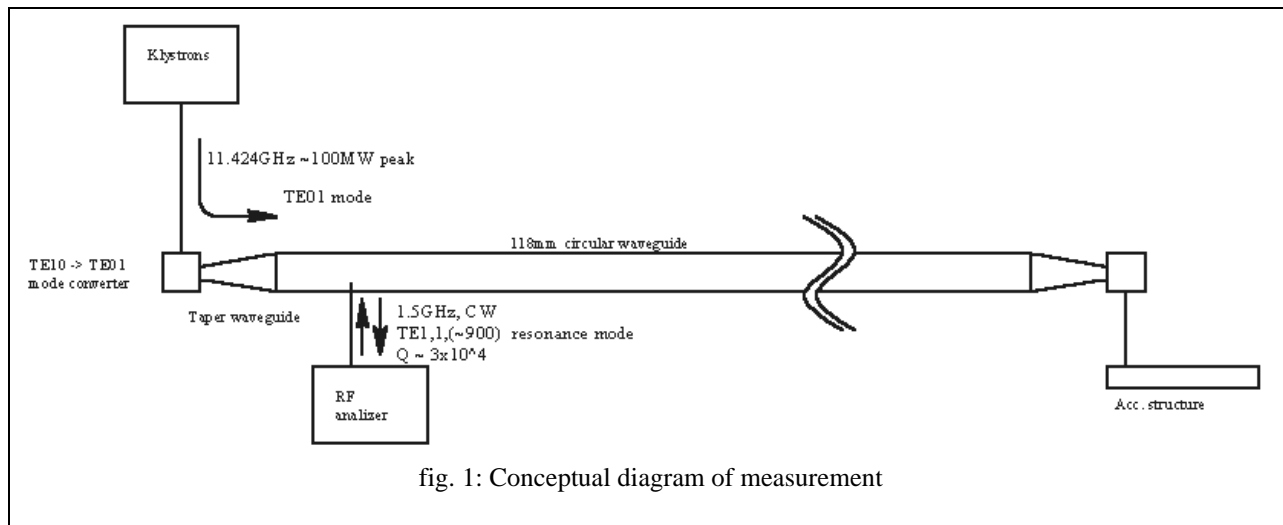 Klystrons
11.424GHz ~100MW peak
TE01 mode
118mm circular waveguide
TE10 -> TE01
mode converter
Taper waveguide
1.5GHz, CW
TE1,1,(~900) resonance mode
Q ~ 3x10^4
RF
analizer
Acc. structure
fig. 1: Conceptual diagram of measurement